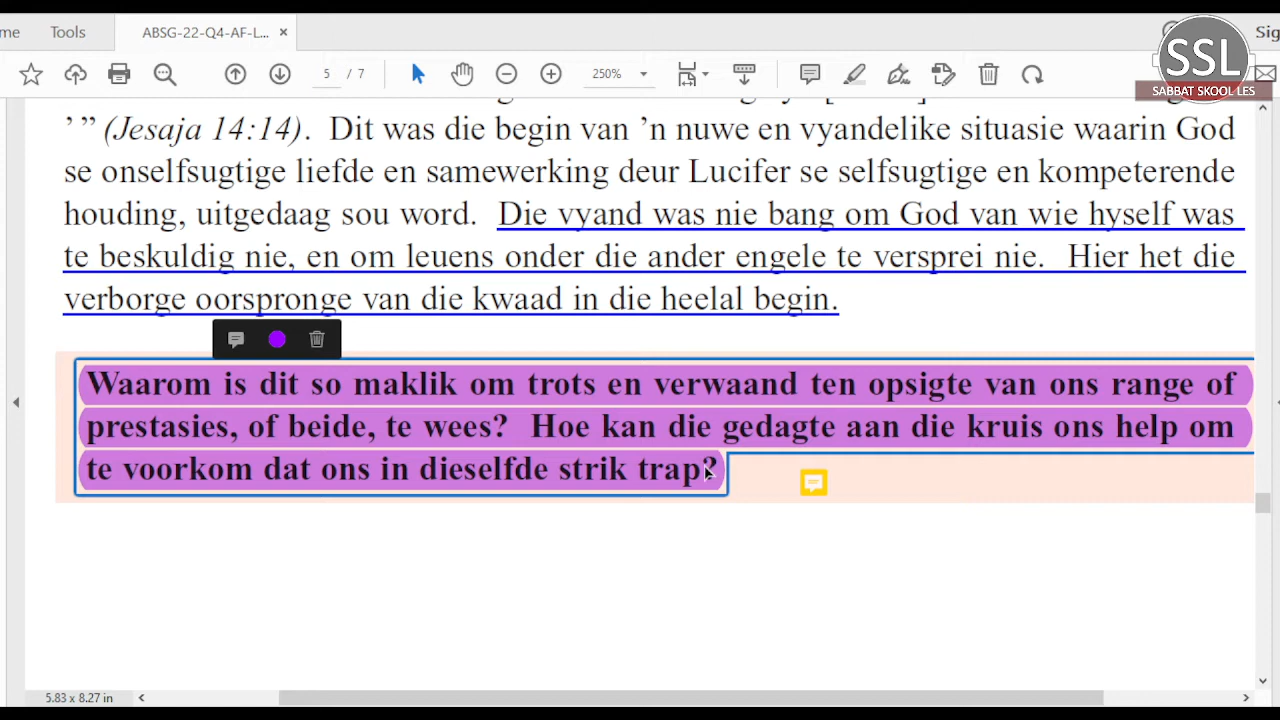 me Tools ABSG-22-Q4-AF-L... × Sig
5 / 7 250%
SSL
SABBAT SKOOL LES
’ ” (Jesaja 14:14). Dit was die begin van ’n nuwe en vyandelike situasie waarin God
se onselfsugtige liefde en samewerking deur Lucifer se selfsugtige en kompeterende
houding, uitgedaag sou word. Die vyand was nie bang om God van wie hyself was
te beskuldig nie, en om leuens onder die ander engele te versprei nie. Hier het die
verborge oorspronge van die kwaad in die heelal begin.
Waarom is dit so maklik om trots en verwaand ten opsigte van ons range of
prestasies, of beide, te wees? Hoe kan die gedagte aan die kruis ons help om
te voorkom dat ons in dieselfde strik trap?
5.83 x 8.27 in